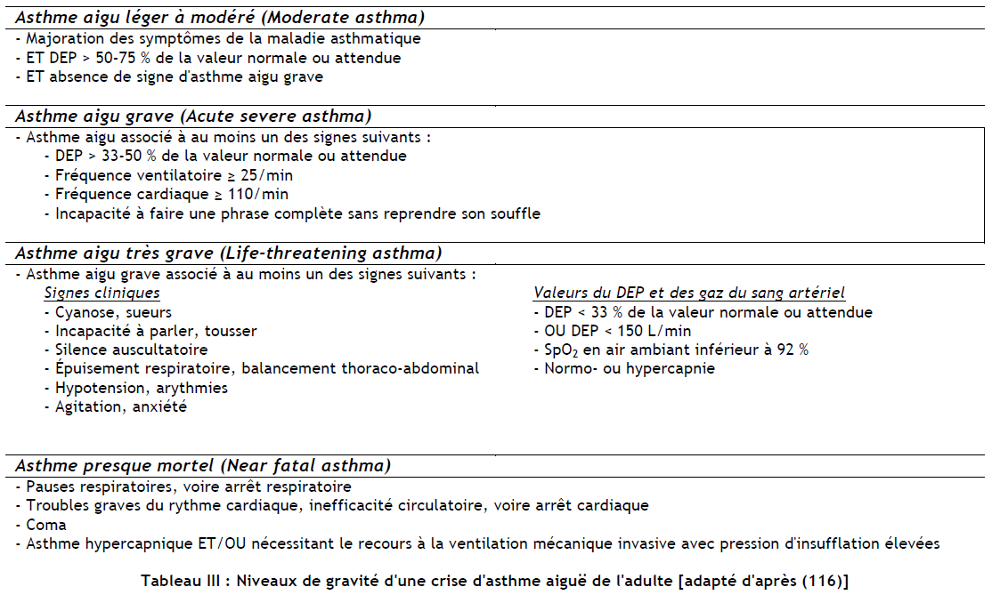 Asthme aigu léger à modéré (Moderate asthma)
- Majoration des symptômes de la maladie asthmatique
- ET DEP > 50-75 % de la valeur normale ou attendue
- ET absence de signe d'asthme aigu grave
Asthme aigu grave (Acute severe asthma)
- Asthme aigu associé à au moins un des signes suivants :
- DEP > 33-50 % de la valeur normale ou attendue
- Fréquence ventilatoire ≥ 25/min
- Fréquence cardiaque ≥ 110/min
- Incapacité à faire une phrase complète sans reprendre son souffle
Asthme aigu très grave (Life-threatening asthma)
- Asthme aigu grave associé à au moins un des signes suivants :
Signes cliniques
- Cyanose, sueurs
- Incapacité à parler, tousser
- Silence auscultatoire
- Épuisement respiratoire, balancement thoraco-abdominal
- Hypotension, arythmies
- Agitation, anxiété
Valeurs du DEP et des gaz du sang artériel
- DEP < 33 % de la valeur normale ou attendue
- OU DEP < 150 L/min
- SpO₂ en air ambiant inférieur à 92 %
- Normo- ou hypercapnie
Asthme presque mortel (Near fatal asthma)
- Pauses respiratoires, voire arrêt respiratoire
- Troubles graves du rythme cardiaque, inefficacité circulatoire, voire arrêt cardiaque
- Coma
- Asthme hypercapnique ET/OU nécessitant le recours à la ventilation mécanique invasive avec pression d'insufflation élevées
Tableau III : Niveaux de gravité d'une crise d'asthme aiguë de l'adulte [adapté d'après (116)]